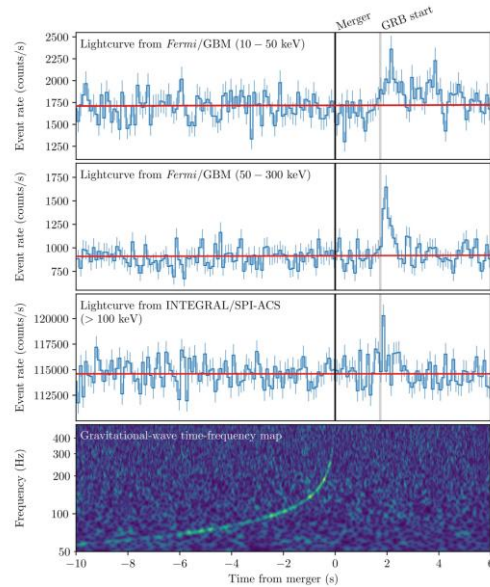 Merger
GRB start
Lightcurve from Fermi/GBM (10 − 50 keV)
Event rate (counts/s)
2500
2250
2000
1750
1500
1250
Lightcurve from Fermi/GBM (50 − 300 keV)
Event rate (counts/s)
1750
1500
1250
1000
750
Lightcurve from INTEGRAL/SPI-ACS
(> 100 keV)
Event rate (counts/s)
120000
117500
115000
112500
Gravitational-wave time-frequency map
Frequency (Hz)
400
300
200
100
50
−10
−8
−6
−4
−2
0
2
4
6
Time from merger (s)